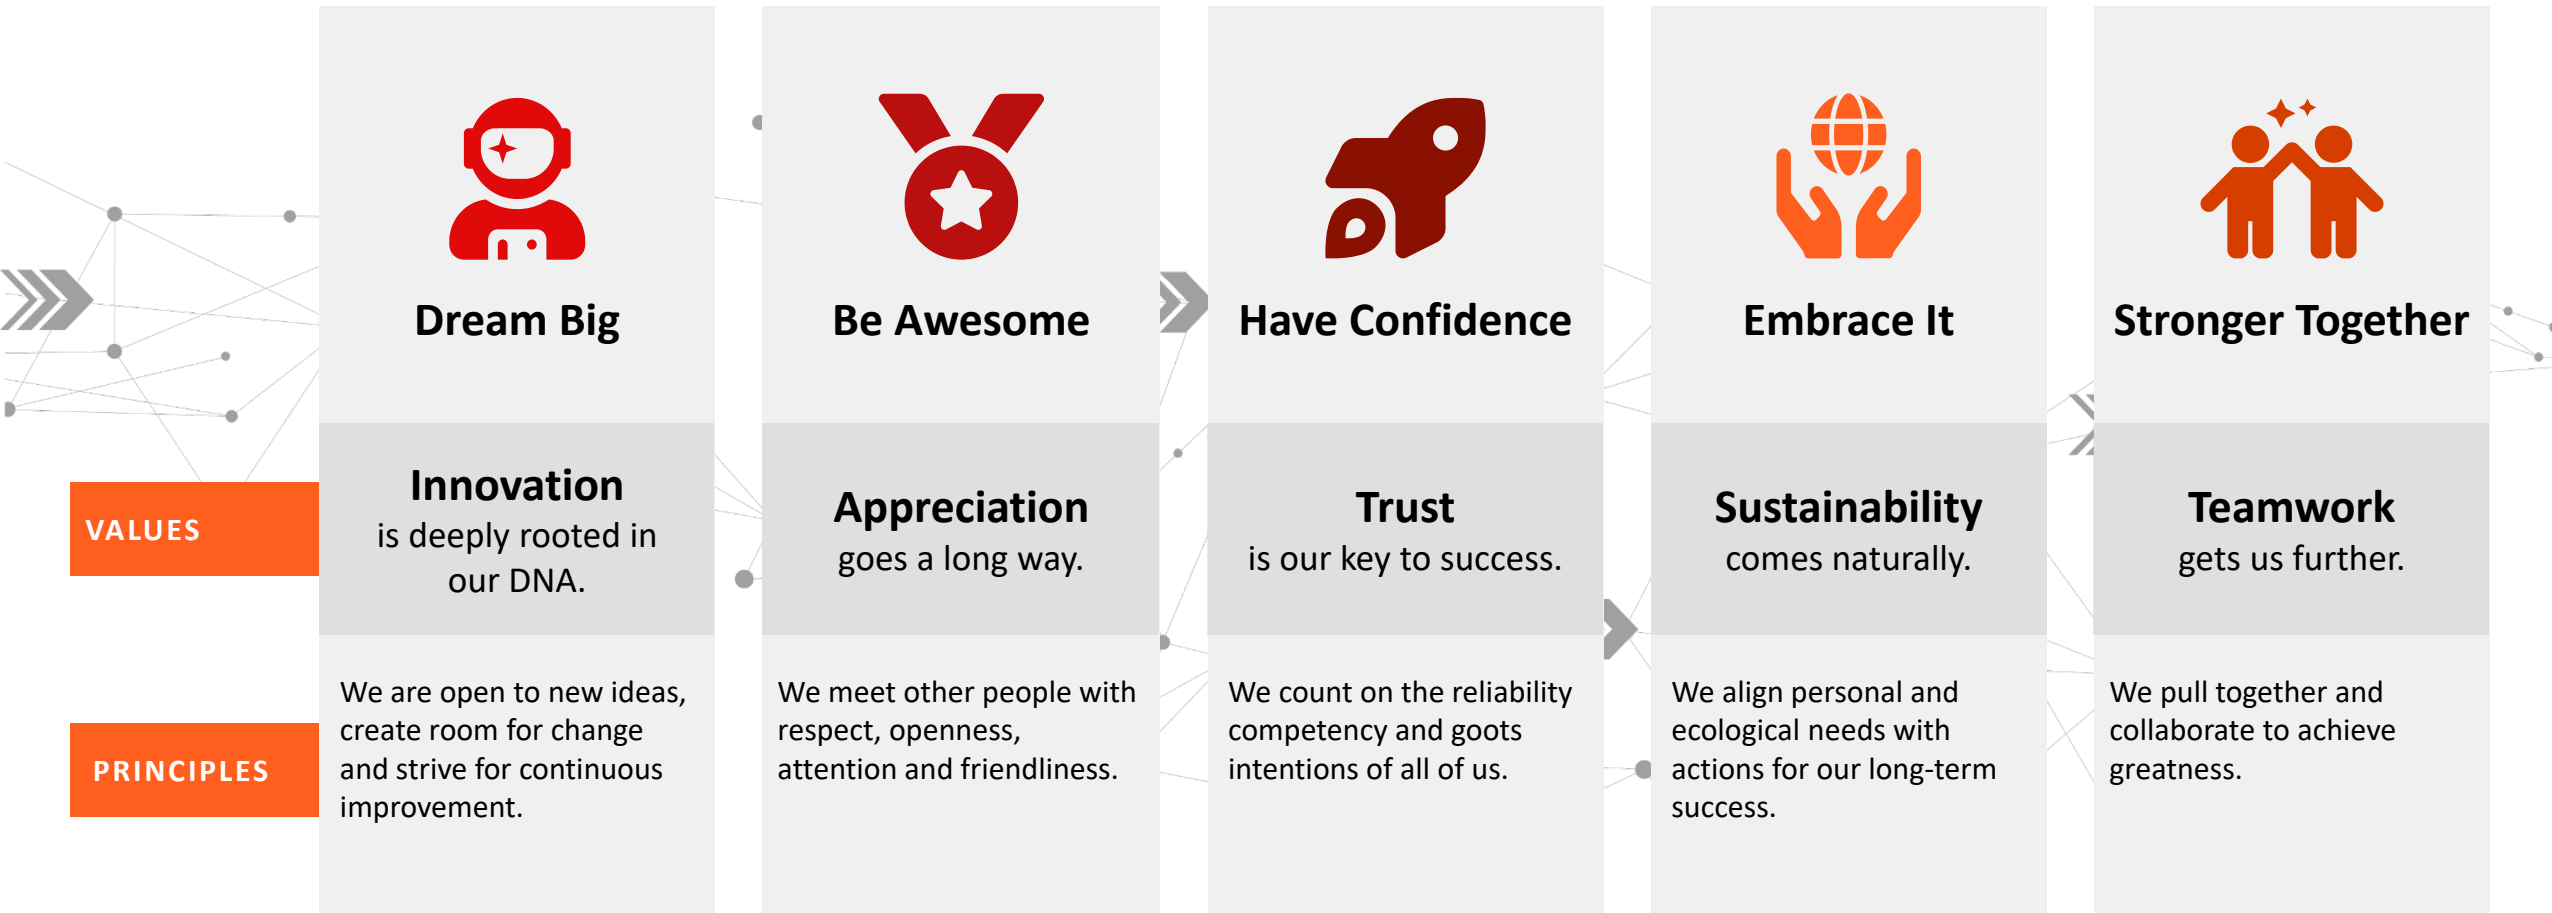 Dream Big
Be Awesome
Have Confidence
Embrace It
Stronger Together
VALUES
Innovation
is deeply rooted in
our DNA.
Appreciation
goes a long way.
Trust
is our key to success.
Sustainability
comes naturally.
Teamwork
gets us further.
PRINCIPLES
We are open to new ideas,
create room for change
and strive for continuous
improvement.
We meet other people with
respect, openness,
attention and friendliness.
We count on the reliability
competency and goots
intentions of all of us.
We align personal and
ecological needs with
actions for our long-term
success.
We pull together and
collaborate to achieve
greatness.